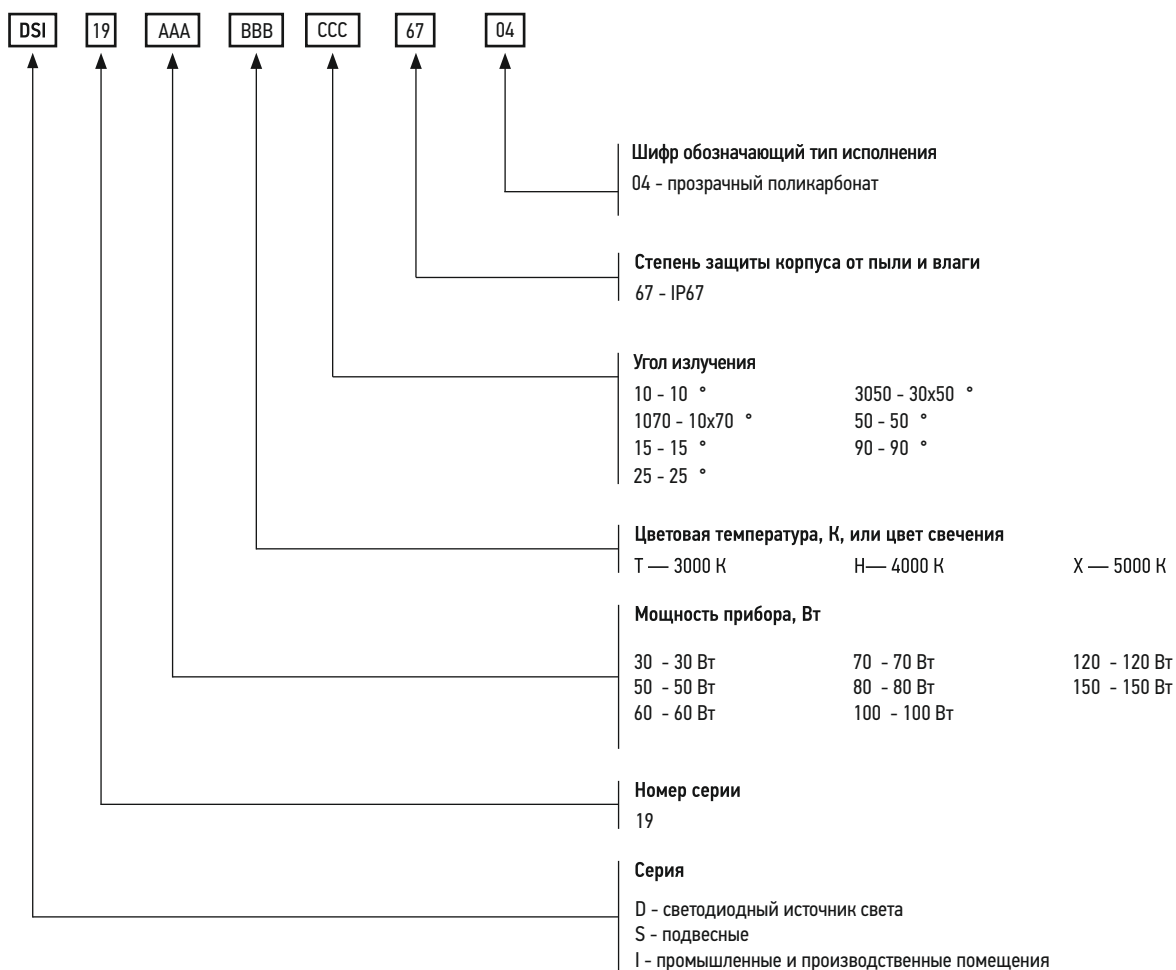 DSI 19 AAA BBB CCC 67 04
Шифр обозначающий тип исполнения
04 - прозрачный поликарбонат
Степень защиты корпуса от пыли и влаги
67 - IP67
Угол излучения
10 - 10 ° 3050 - 30x50 °
1070 - 10x70 ° 50 - 50 °
15 - 15 ° 90 - 90 °
25 - 25 °
Цветовая температура, К, или цвет свечения
Т — 3000 К Н— 4000 К Х — 5000 К
Мощность прибора, Вт
30 - 30 Вт 70 - 70 Вт 120 - 120 Вт
50 - 50 Вт 80 - 80 Вт 150 - 150 Вт
60 - 60 Вт 100 - 100 Вт
Номер серии
19
Серия
D - светодиодный источник света
S - подвесные
I - промышленные и производственные помещения